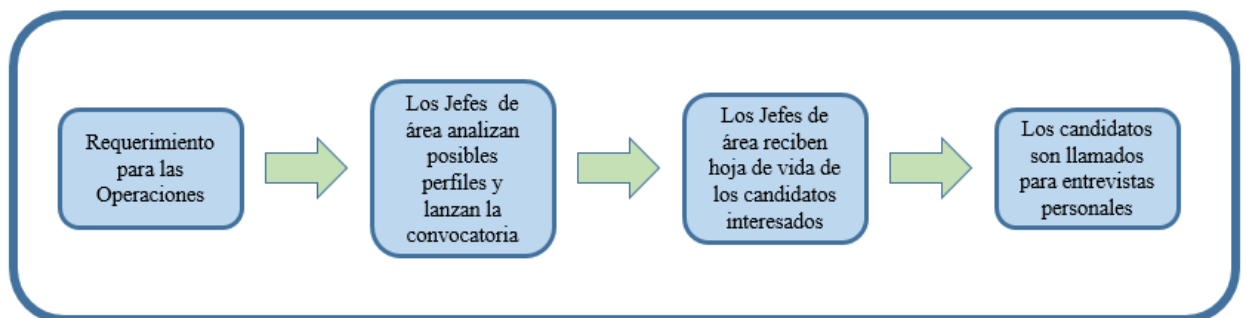 Requerimiento
para las
Operaciones
Los Jefes de
área analizan
posibles
perfiles y
lanzan la
convocatoria
Los Jefes de
área reciben
hoja de vida de
los candidatos
interesados
Los candidatos
son llamados
para entrevistas
personales